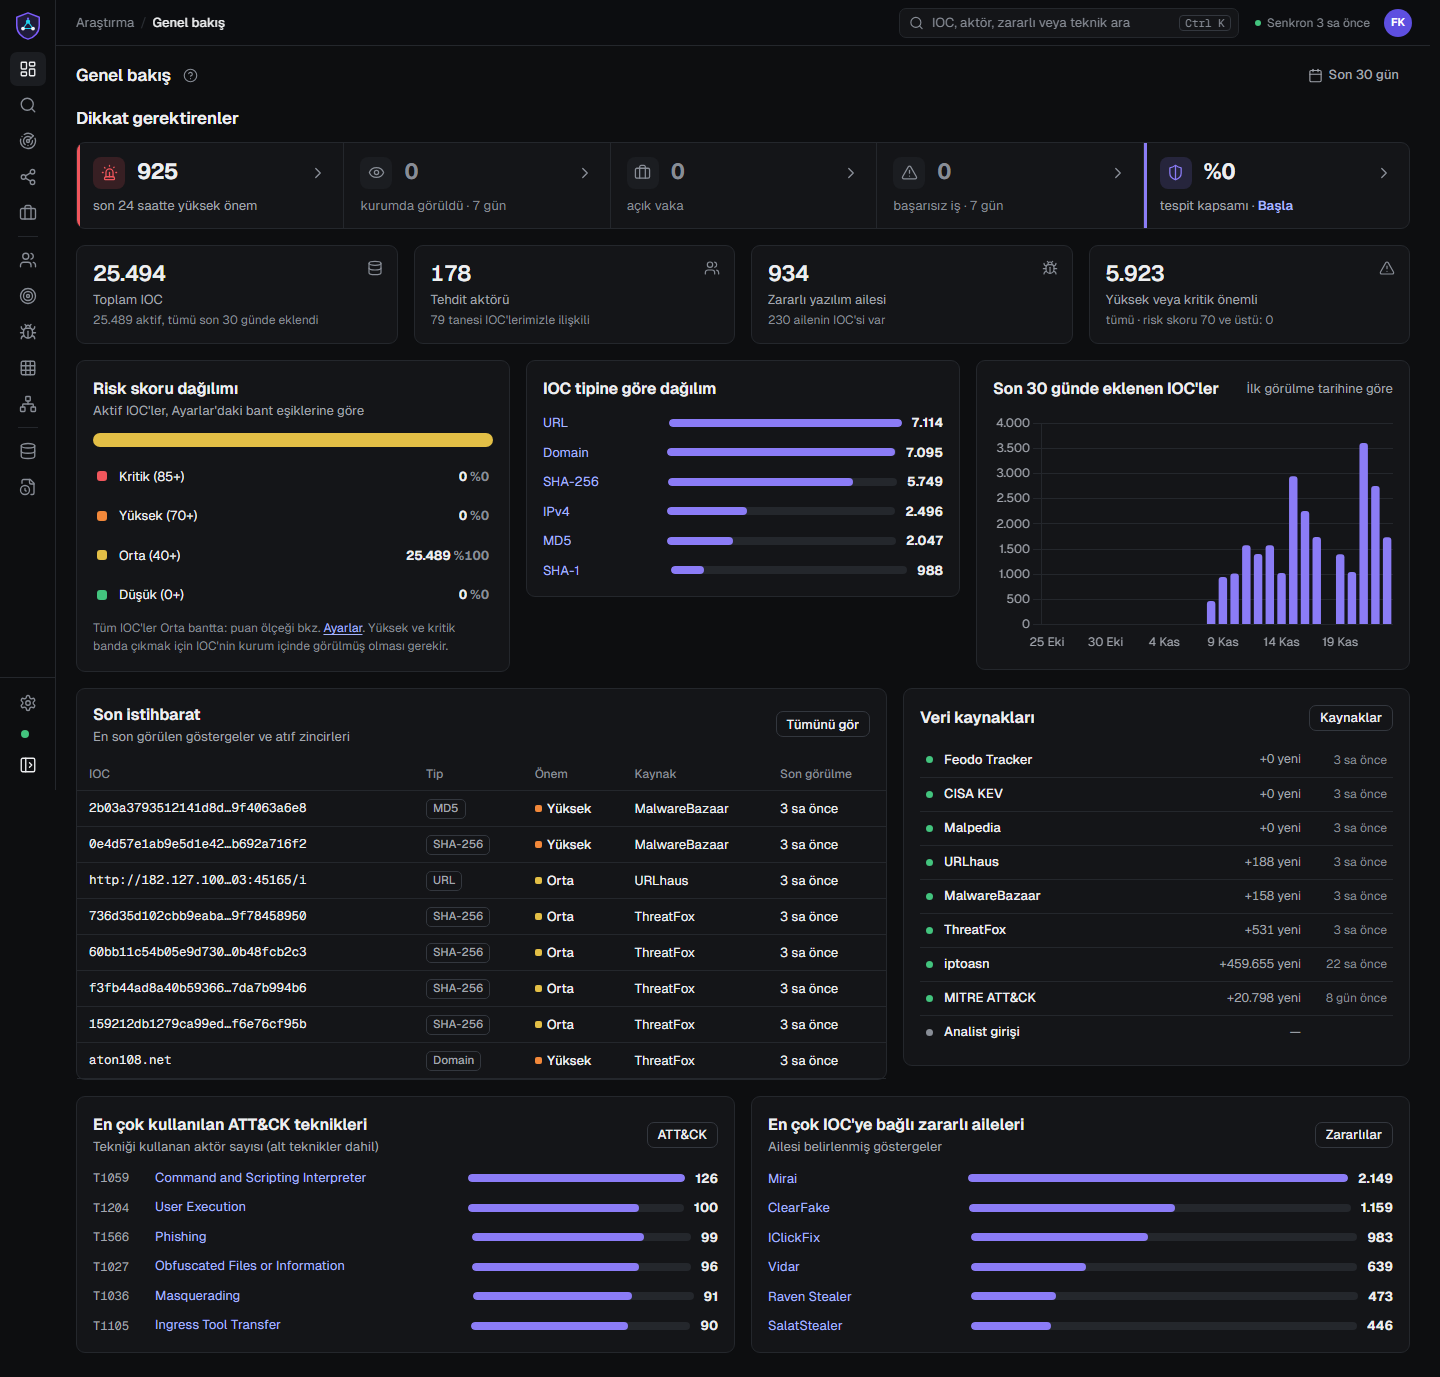 Araştırma / Genel bakış
IOC, aktör, zararlı veya teknik ara
Ctrl K
Senkron 3 sa önce
FK
Genel bakış
Son 30 gün
Dikkat gerektirenler
925
son 24 saatte yüksek önem
0
kurumda görüldü · 7 gün
0
açık vaka
0
başarısız iş · 7 gün
%0
tespit kapsamı · Başla
25.494
Toplam IOC
25.489 aktif, tümü son 30 günde eklendi
178
Tehdit aktörü
79 tanesi IOC'lerimizle ilişkili
934
Zararlı yazılım ailesi
230 ailenin IOC'si var
5.923
Yüksek veya kritik önemli
tümü · risk skoru 70 ve üstü: 0
Risk skoru dağılımı
Aktif IOC'ler, Ayarlar'daki bant eşiklerine göre
Kritik (85+) 0 %0
Yüksek (70+) 0 %0
Orta (40+) 25.489 %100
Düşük (0+) 0 %0
Tüm IOC'ler Orta bantta: puan ölçeği bkz. Ayarlar. Yüksek ve kritik
banda çıkmak için IOC'nin kurum içinde görülmüş olması gerekir.
IOC tipine göre dağılım
URL 7.114
Domain 7.095
SHA-256 5.749
IPv4 2.496
MD5 2.047
SHA-1 988
Son 30 günde eklenen IOC'ler
İlk görülme tarihine göre
4.000
3.500
3.000
2.500
2.000
1.500
1.000
500
0
25 Eki 30 Eki 4 Kas 9 Kas 14 Kas 19 Kas
Son istihbarat
En son görülen göstergeler ve atıf zincirleri
Tümünü gör
IOC Tip Önem Kaynak Son görülme
2b03a3793512141d8d…9f4063a6e8 MD5 Yüksek MalwareBazaar 3 sa önce
0e4d57e1ab9e5d1e42…b692a716f2 SHA-256 Yüksek MalwareBazaar 3 sa önce
http://182.127.100…03:45165/i URL Orta URLhaus 3 sa önce
736d35d102cbb9eaba…9f78458950 SHA-256 Orta ThreatFox 3 sa önce
60bb11c54b05e9d730…0b48fcb2c3 SHA-256 Orta ThreatFox 3 sa önce
f3fb44ad8a40b59366…7da7b994b6 SHA-256 Orta ThreatFox 3 sa önce
159212db1279ca99ed…f6e76cf95b SHA-256 Orta ThreatFox 3 sa önce
aton108.net Domain Yüksek ThreatFox 3 sa önce
Veri kaynakları
Kaynaklar
Feodo Tracker +0 yeni 3 sa önce
CISA KEV +0 yeni 3 sa önce
Malpedia +0 yeni 3 sa önce
URLhaus +188 yeni 3 sa önce
MalwareBazaar +158 yeni 3 sa önce
ThreatFox +531 yeni 3 sa önce
iptoasn +459.655 yeni 22 sa önce
MITRE ATT&CK +20.798 yeni 8 gün önce
Analist girişi —
En çok kullanılan ATT&CK teknikleri
Tekniği kullanan aktör sayısı (alt teknikler dahil)
ATT&CK
T1059 Command and Scripting Interpreter 126
T1204 User Execution 100
T1566 Phishing 99
T1027 Obfuscated Files or Information 96
T1036 Masquerading 91
T1105 Ingress Tool Transfer 90
En çok IOC'ye bağlı zararlı aileleri
Ailesi belirlenmiş göstergeler
Zararlılar
Mirai 2.149
ClearFake 1.159
IClickFix 983
Vidar 639
Raven Stealer 473
SalatStealer 446